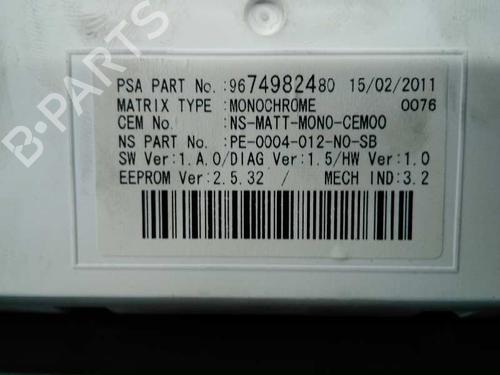 PSA PART No.:9674982480 15/02/2011
MATRIX TYPE :MONOCHROME 0076
CEM No. :NS-MATT-MONO-CEM00
NS PART No. :PE-0004-012-N0-SB
SW Ver:1.A.0/DIAG Ver:1.5/HW Ver:1.0
EEPROM Ver:2.5.32 / MECH IND:3.2
B-PARTS